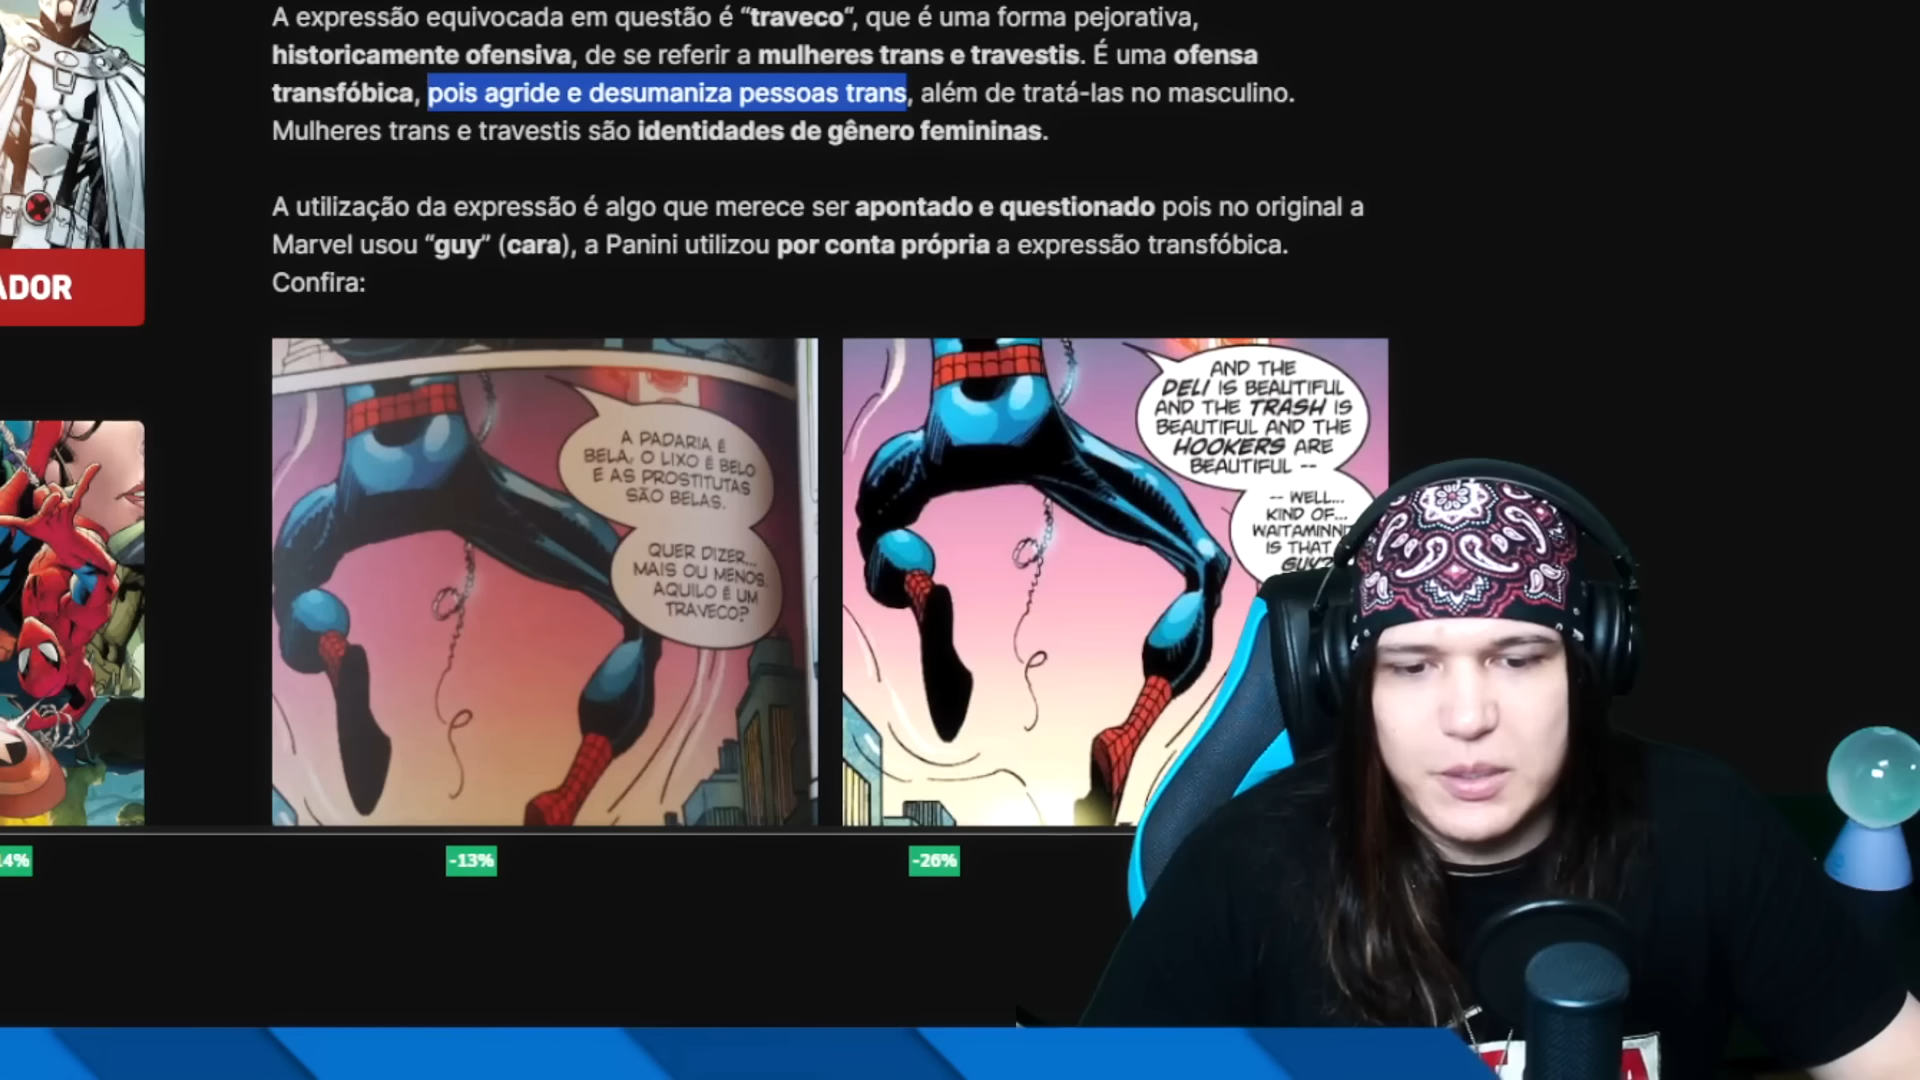 A expressão equivocada em questão é “traveco“, que é uma forma pejorativa,
historicamente ofensiva, de se referir a mulheres trans e travestis. É uma ofensa
transfóbica, pois agride e desumaniza pessoas trans, além de tratá-las no masculino.
Mulheres trans e travestis são identidades de gênero femininas.
A utilização da expressão é algo que merece ser apontado e questionado pois no original a
Marvel usou “guy” (cara), a Panini utilizou por conta própria a expressão transfóbica.
Confira:
ADOR
A PADARIA É
BELA, O LIXO É BELO
E AS PROSTITUTAS
SÃO BELAS.
QUER DIZER...
MAIS OU MENOS.
AQUILO É UM
TRAVECO?
AND THE
DELI IS BEAUTIFUL
AND THE TRASH IS
BEAUTIFUL AND THE
HOOKERS ARE
BEAUTIFUL --
-- WELL...
KIND OF...
WAITAMINN
IS THAT
GUY?
14%
-13%
-26%